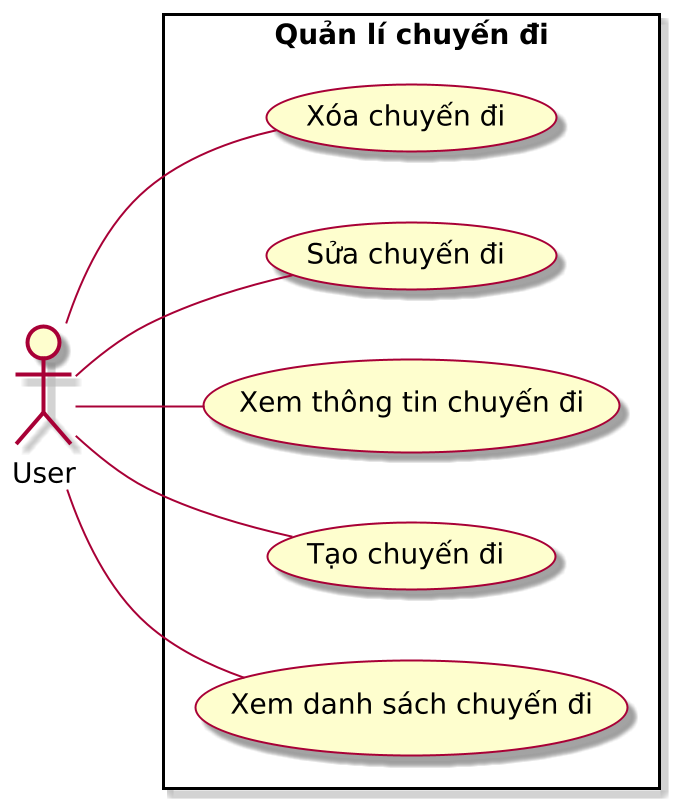 Quản lí chuyến đi
Xóa chuyến đi
Sửa chuyến đi
Xem thông tin chuyến đi
User
Tạo chuyến đi
Xem danh sách chuyến đi